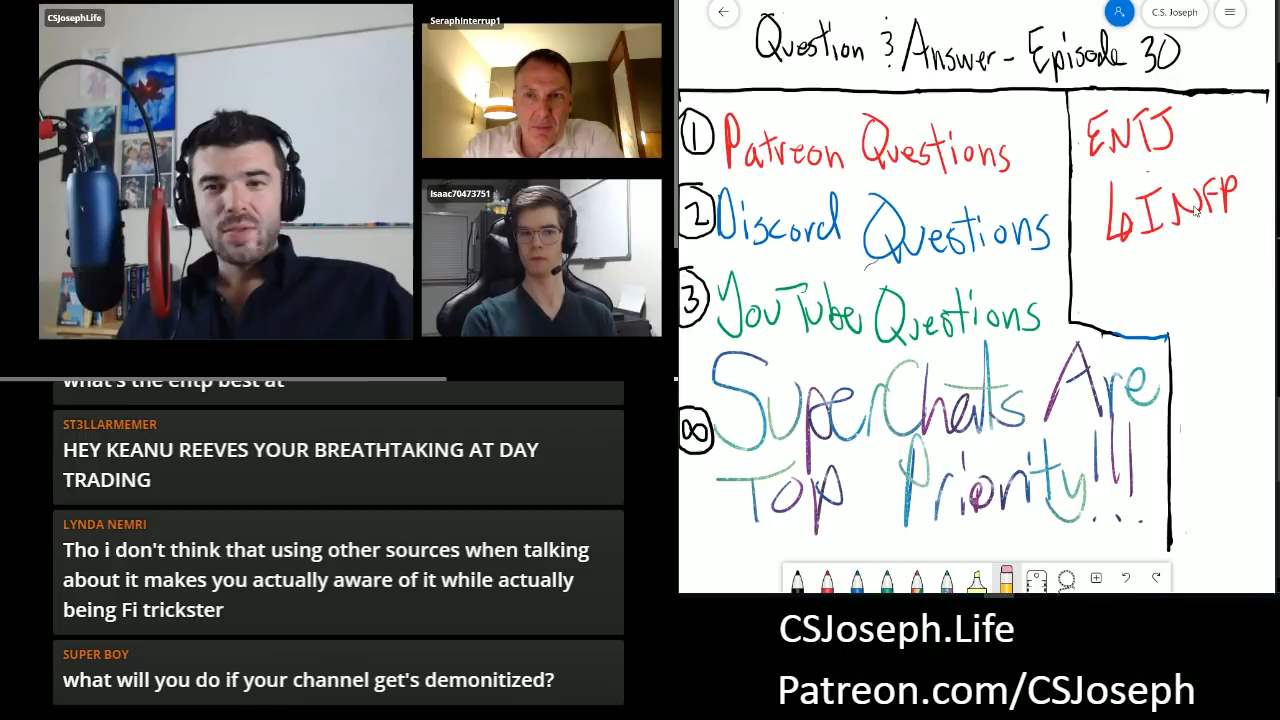 CSJosephLife
SeraphInterrup1
Isaac70473751
what's the entp best at
ST3LLARMEMER
HEY KEANU REEVES YOUR BREATHTAKING AT DAY
TRADING
LYNDA NEMRI
Tho i don't think that using other sources when talking
about it makes you actually aware of it while actually
being Fi trickster
SUPER BOY
what will you do if your channel get's demonitized?
C.S. Joseph
Question & Answer - Episode 30
1 Patreon Questions
2 Discord Questions
3 YouTube Questions
∞ SuperChats Are
Top Priority!!!
ENTJ
↳ INFP
CSJoseph.Life
Patreon.com/CSJoseph